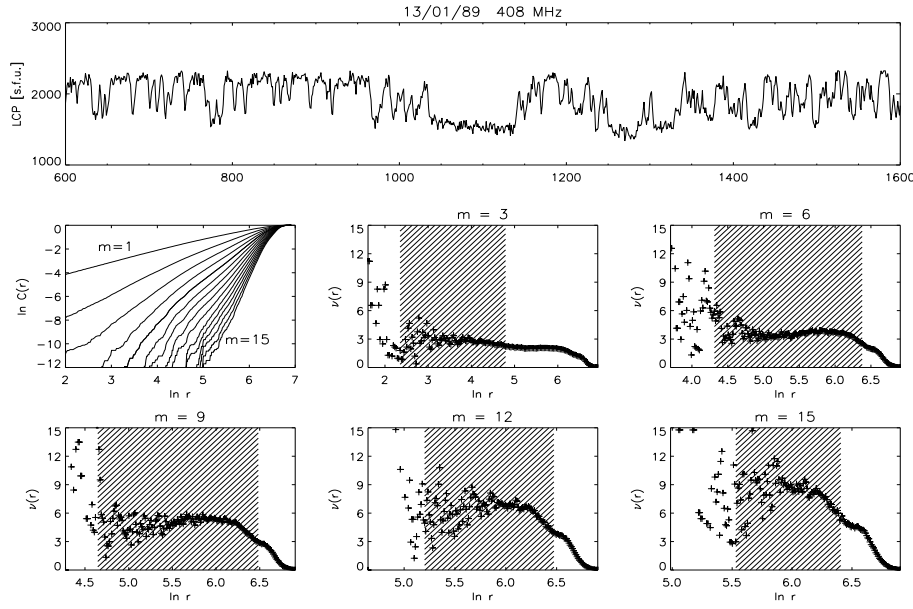 13/01/89 408 MHz
LCP [s.f.u.]
3000
2000
1000
600 800 1000 1200 1400 1600
ln C(r)
0
−2
−4
−6
−8
−10
−12
m=1
m=15
2 3 4 5 6 7
ln r
m = 3
ν(r)
15
12
9
6
3
0
2 3 4 5 6
ln r
m = 6
ν(r)
15
12
9
6
3
0
4.0 4.5 5.0 5.5 6.0 6.5
ln r
m = 9
ν(r)
15
12
9
6
3
0
4.5 5.0 5.5 6.0 6.5
ln r
m = 12
ν(r)
15
12
9
6
3
0
5.0 5.5 6.0 6.5
ln r
m = 15
ν(r)
15
12
9
6
3
0
5.0 5.5 6.0 6.5
ln r